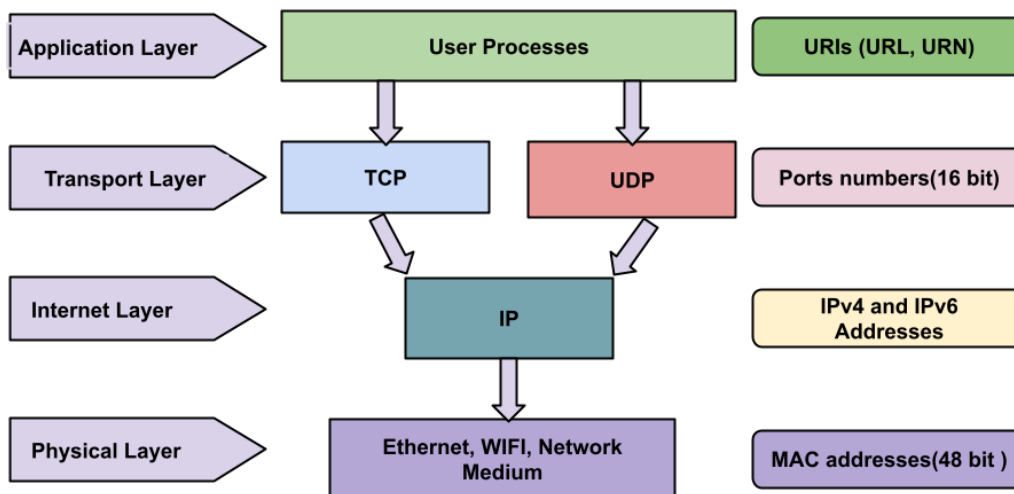 Application Layer
User Processes
URIs (URL, URN)
Transport Layer
TCP
UDP
Ports numbers(16 bit)
Internet Layer
IP
IPv4 and IPv6
Addresses
Physical Layer
Ethernet, WIFI, Network
Medium
MAC addresses(48 bit )